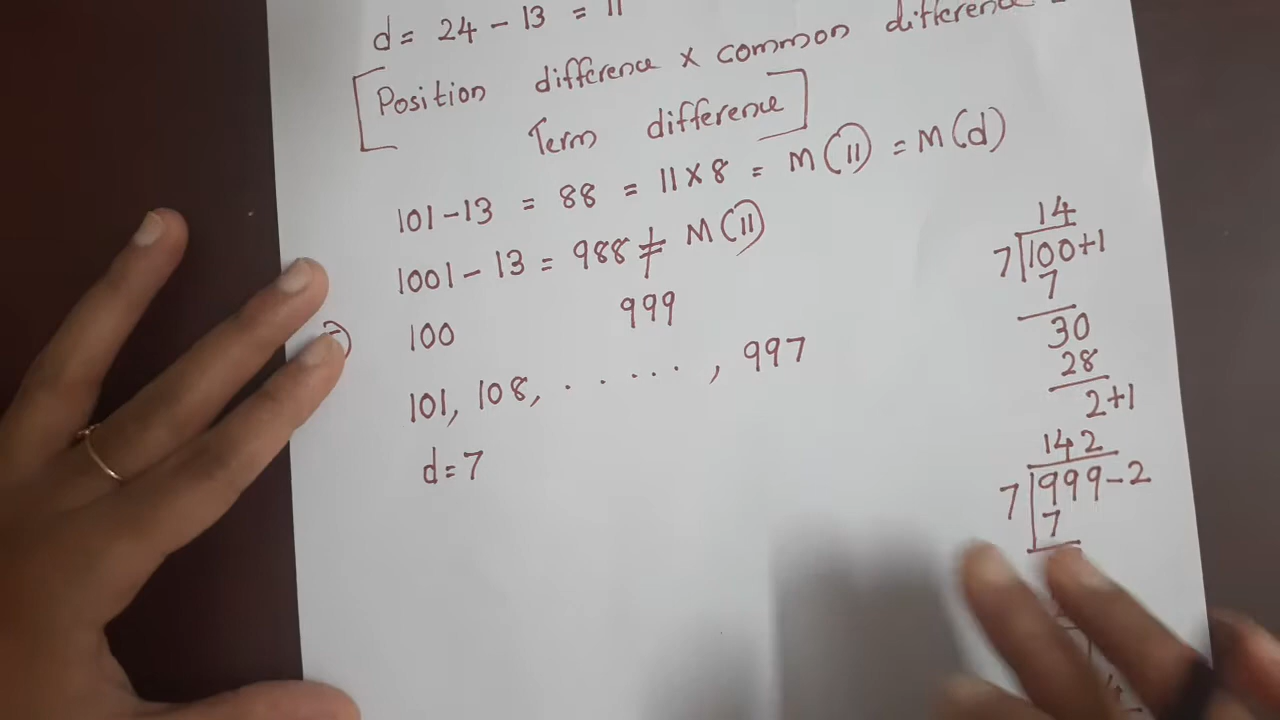 d = 24 - 13 = 11
[Position difference × common difference =
Term difference]
101 - 13 = 88 = 11 × 8 = M(11) = M(d)
1001 - 13 = 988 ≠ M(11)
100 999
101, 108, . . . . . . , 997
d = 7
14
7 100+1
7
30
28
2+1
142
7 999-2
7